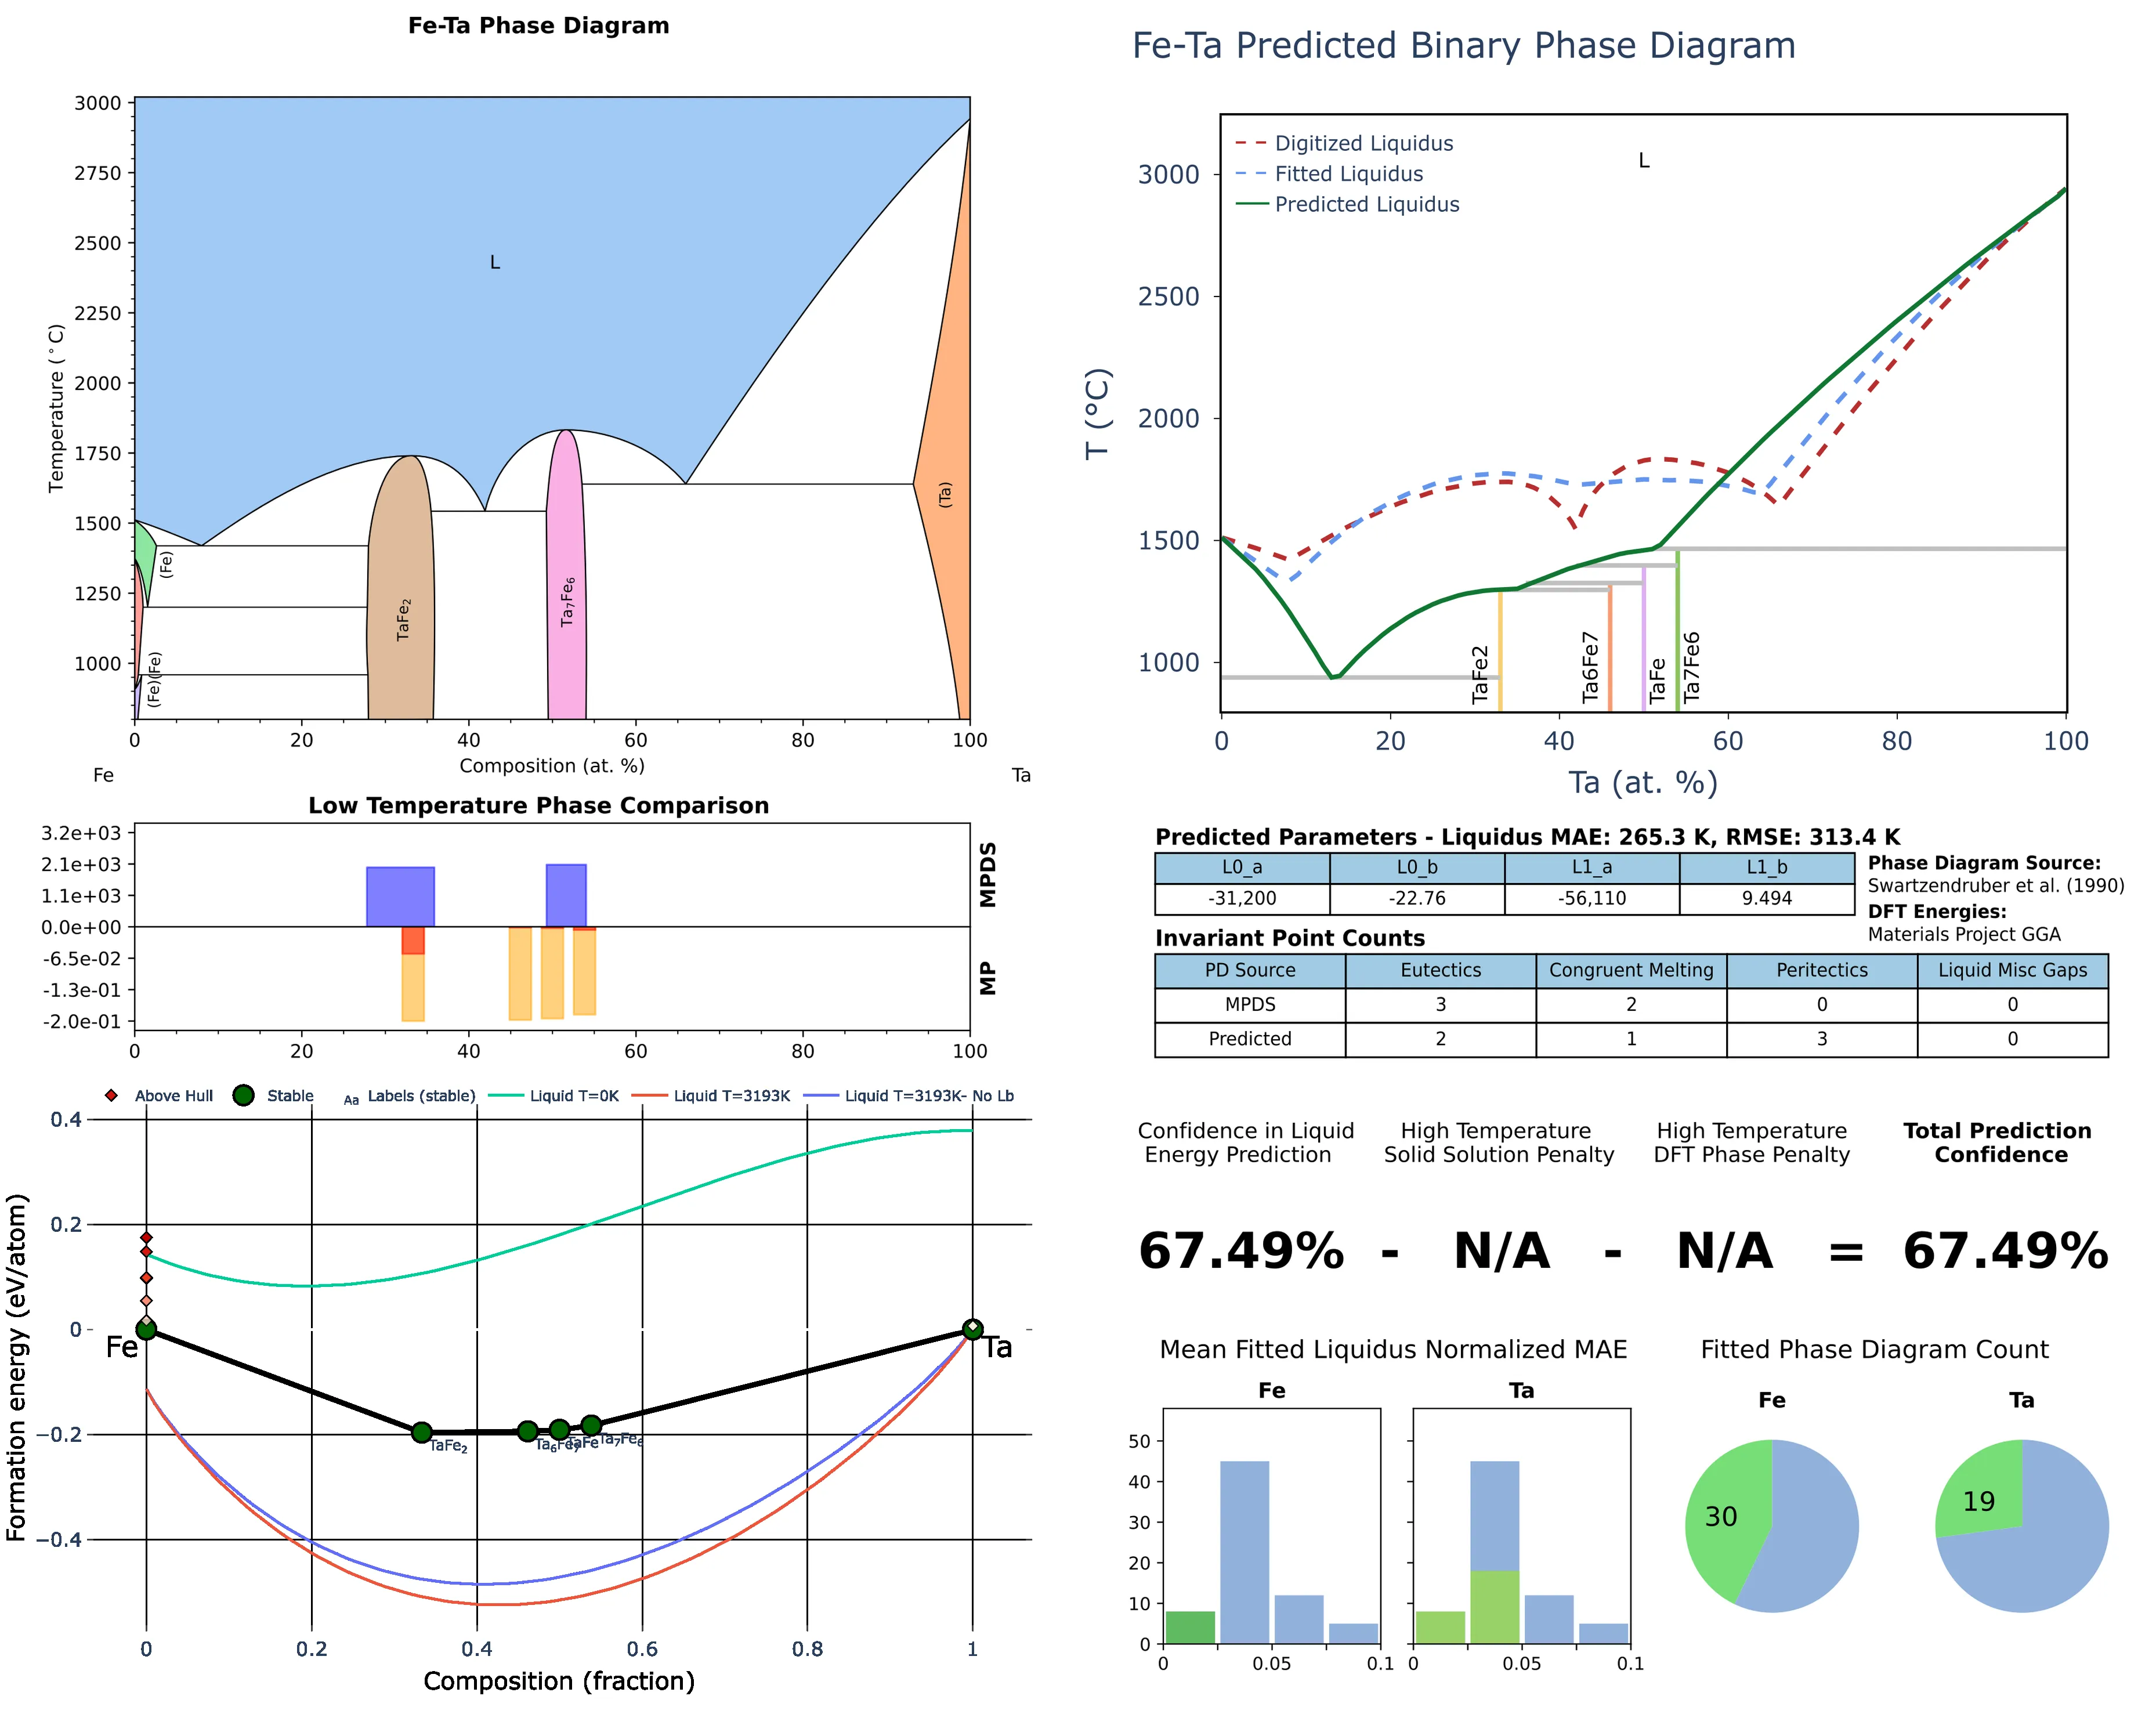 Fe-Ta Phase Diagram
3000
2750
2500
2250
2000
1750
1500
1250
1000
Temperature (°C)
L
(Fe)
(Fe)
(Fe)
TaFe2
Ta7Fe6
(Ta)
0 20 40 60 80 100
Composition (at. %)
Fe Ta
Low Temperature Phase Comparison
3.2e+03
2.1e+03
1.1e+03
0.0e+00
-6.5e-02
-1.3e-01
-2.0e-01
MPDS
MP
0 20 40 60 80 100
Above Hull Stable Aa Labels (stable) Liquid T=0K Liquid T=3193K Liquid T=3193K- No Lb
0.4
0.2
0
−0.2
−0.4
Formation energy (eV/atom)
Fe Ta
TaFe2 Ta6Fe7 TaFe Ta7Fe6
0 0.2 0.4 0.6 0.8 1
Composition (fraction)
Fe-Ta Predicted Binary Phase Diagram
Digitized Liquidus
Fitted Liquidus
Predicted Liquidus
L
3000
2500
2000
1500
1000
T (°C)
TaFe2 Ta6Fe7 TaFe Ta7Fe6
0 20 40 60 80 100
Ta (at. %)
Predicted Parameters - Liquidus MAE: 265.3 K, RMSE: 313.4 K
L0_a L0_b L1_a L1_b
-31,200 -22.76 -56,110 9.494
Phase Diagram Source:
Swartzendruber et al. (1990)
DFT Energies:
Materials Project GGA
Invariant Point Counts
PD Source Eutectics Congruent Melting Peritectics Liquid Misc Gaps
MPDS 3 2 0 0
Predicted 2 1 3 0
Confidence in Liquid Energy Prediction
High Temperature Solid Solution Penalty
High Temperature DFT Phase Penalty
Total Prediction Confidence
67.49% - N/A - N/A = 67.49%
Mean Fitted Liquidus Normalized MAE
Fe Ta
50
40
30
20
10
0
0 0.05 0.1 0 0.05 0.1
Fitted Phase Diagram Count
Fe Ta
30 19